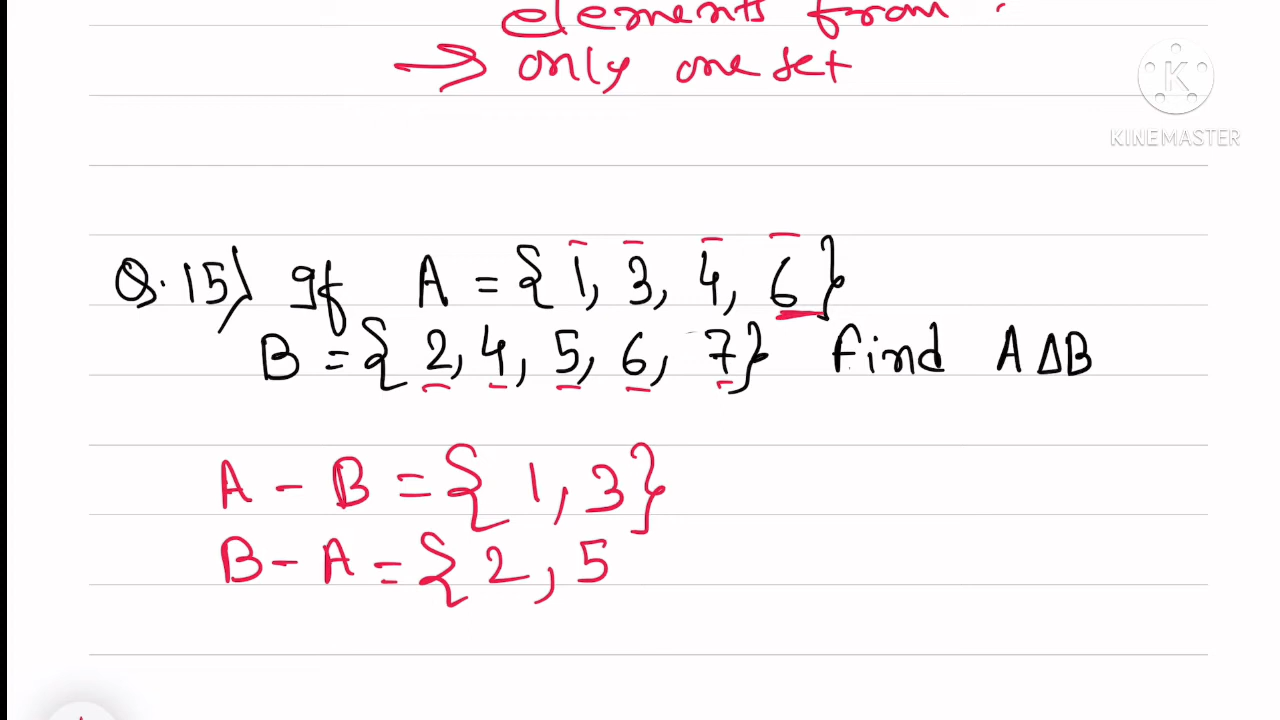 elements from
→ only one set
K
KINEMASTER
Q.15) If A = {1, 3, 4, 6}
B = {2, 4, 5, 6, 7} Find A Δ B
A - B = {1, 3}
B - A = {2, 5